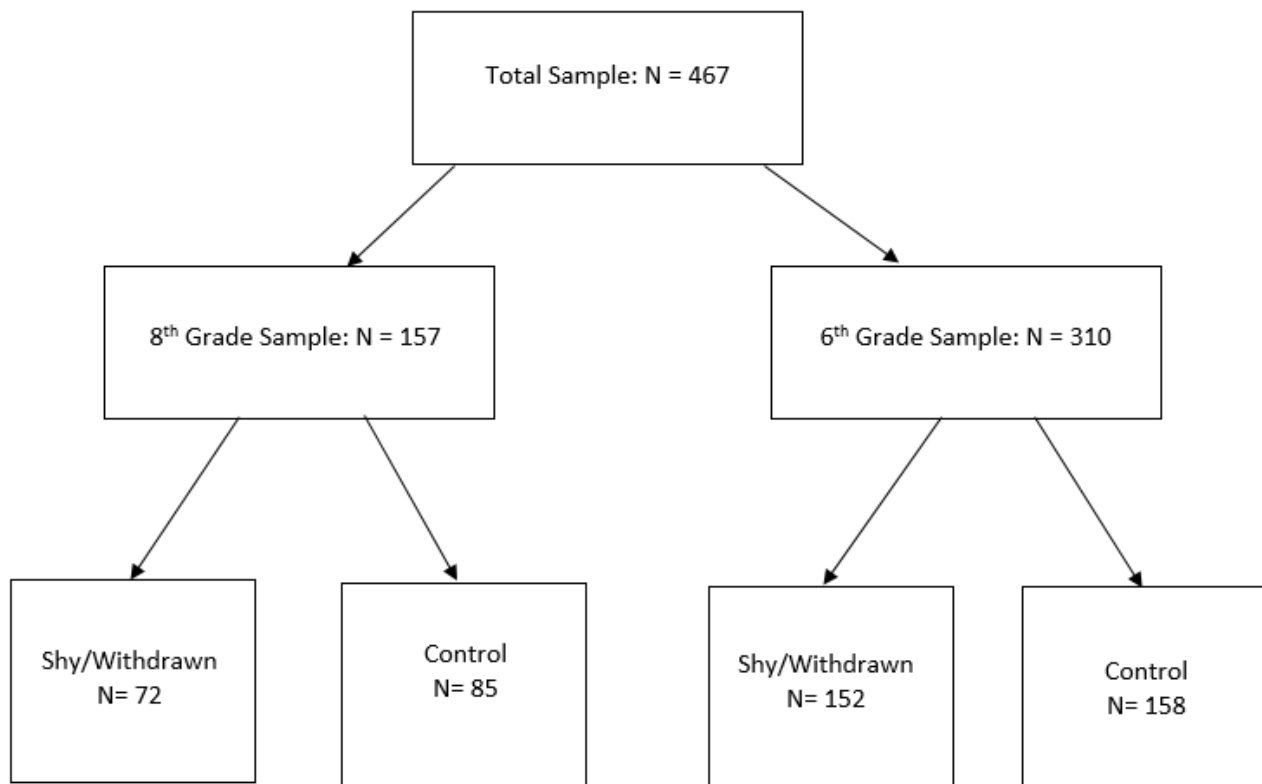 Total Sample: N = 467
8th Grade Sample: N = 157
6th Grade Sample: N = 310
Shy/Withdrawn
N= 72
Control
N= 85
Shy/Withdrawn
N= 152
Control
N= 158